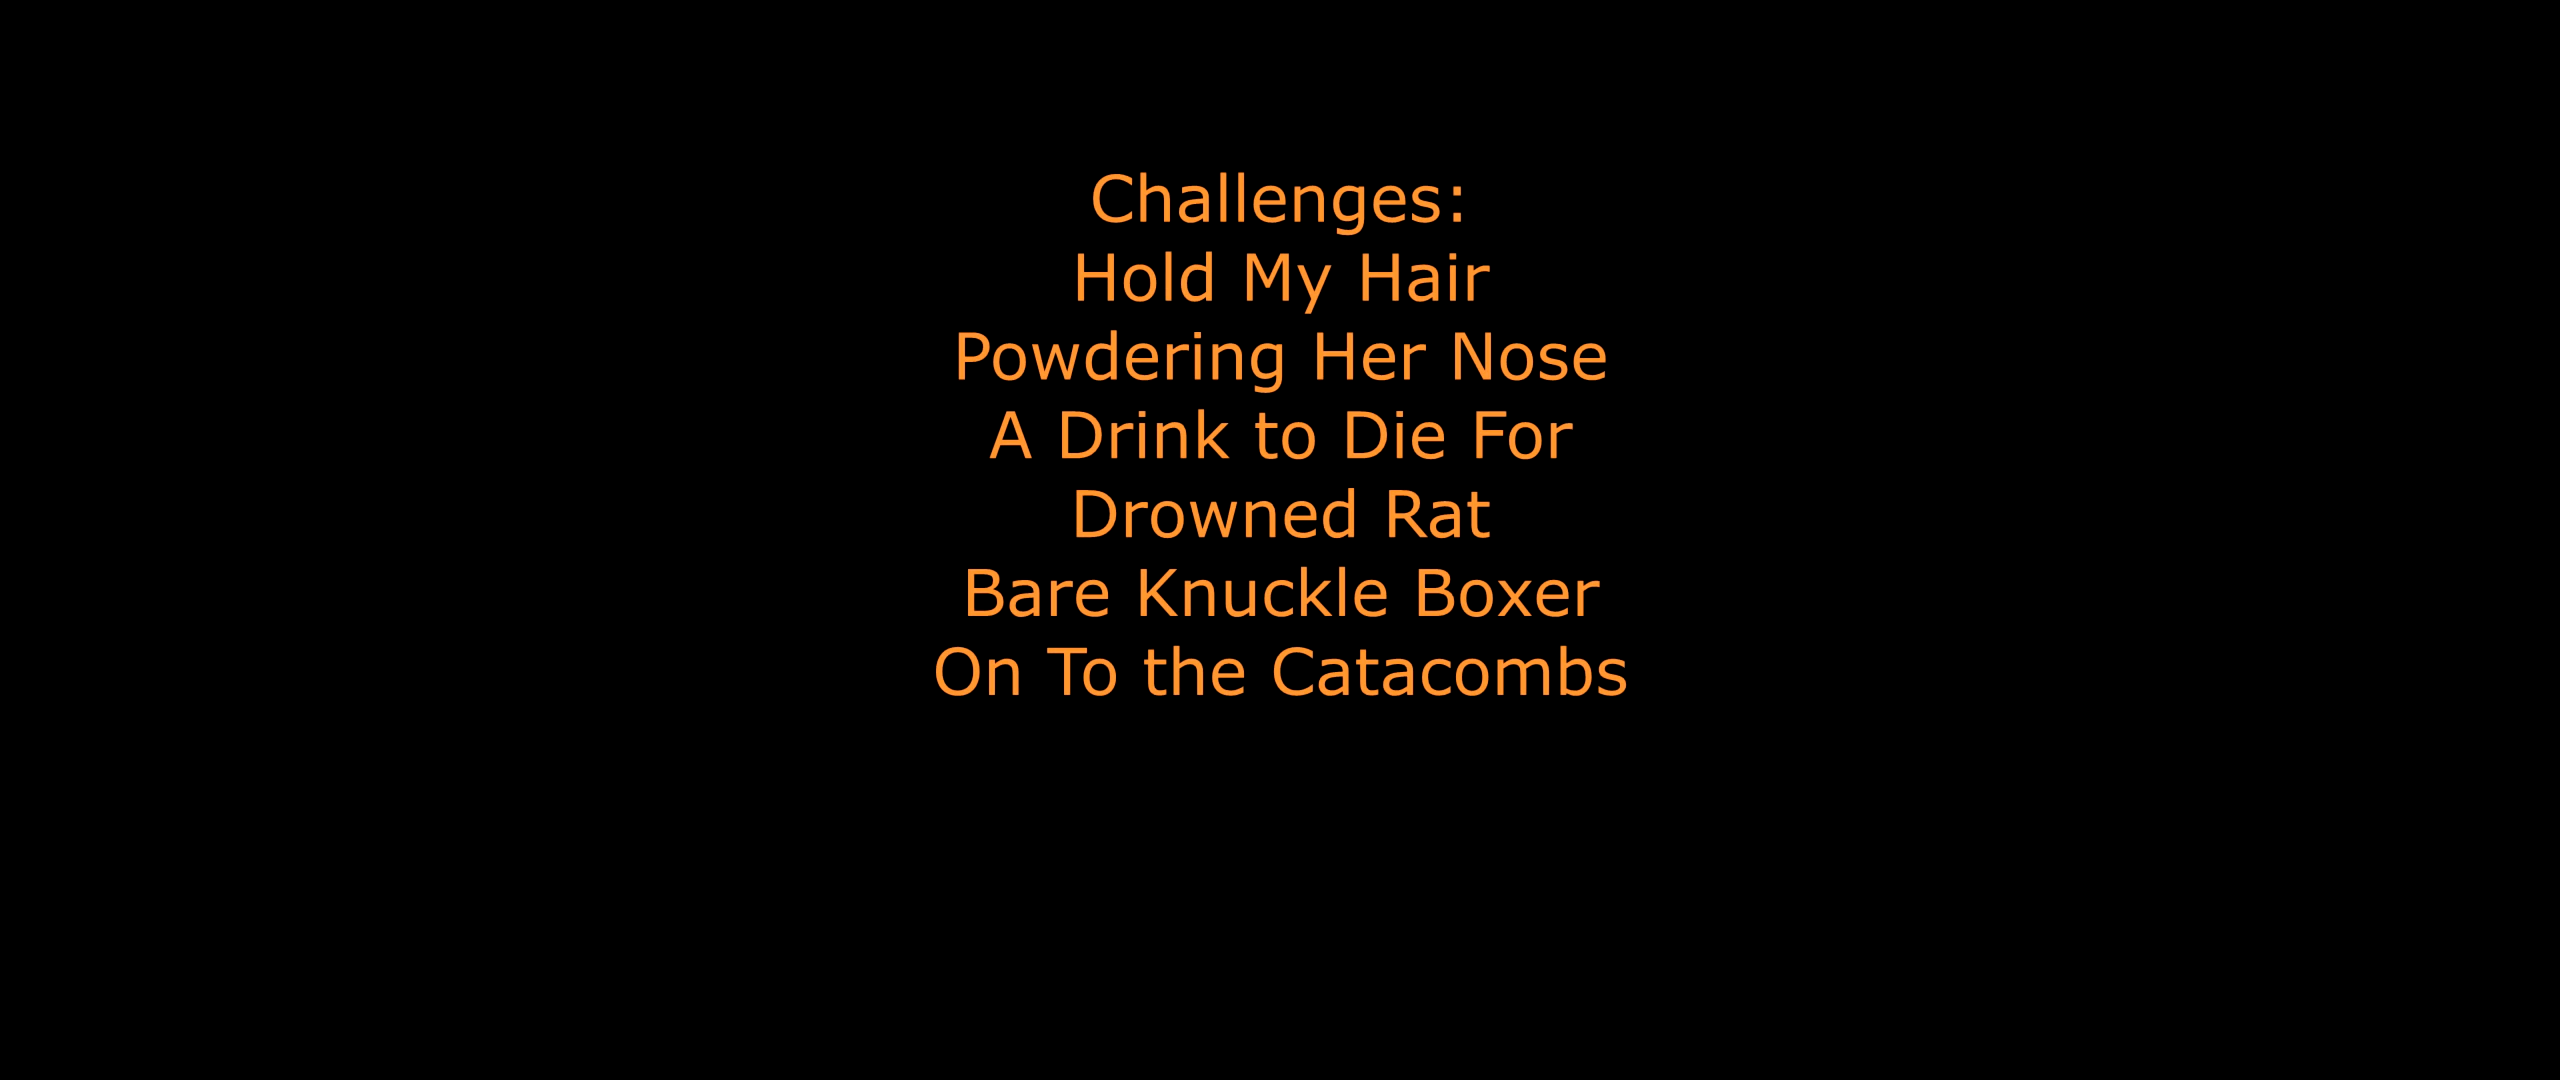 Challenges:
Hold My Hair
Powdering Her Nose
A Drink to Die For
Drowned Rat
Bare Knuckle Boxer
On To the Catacombs